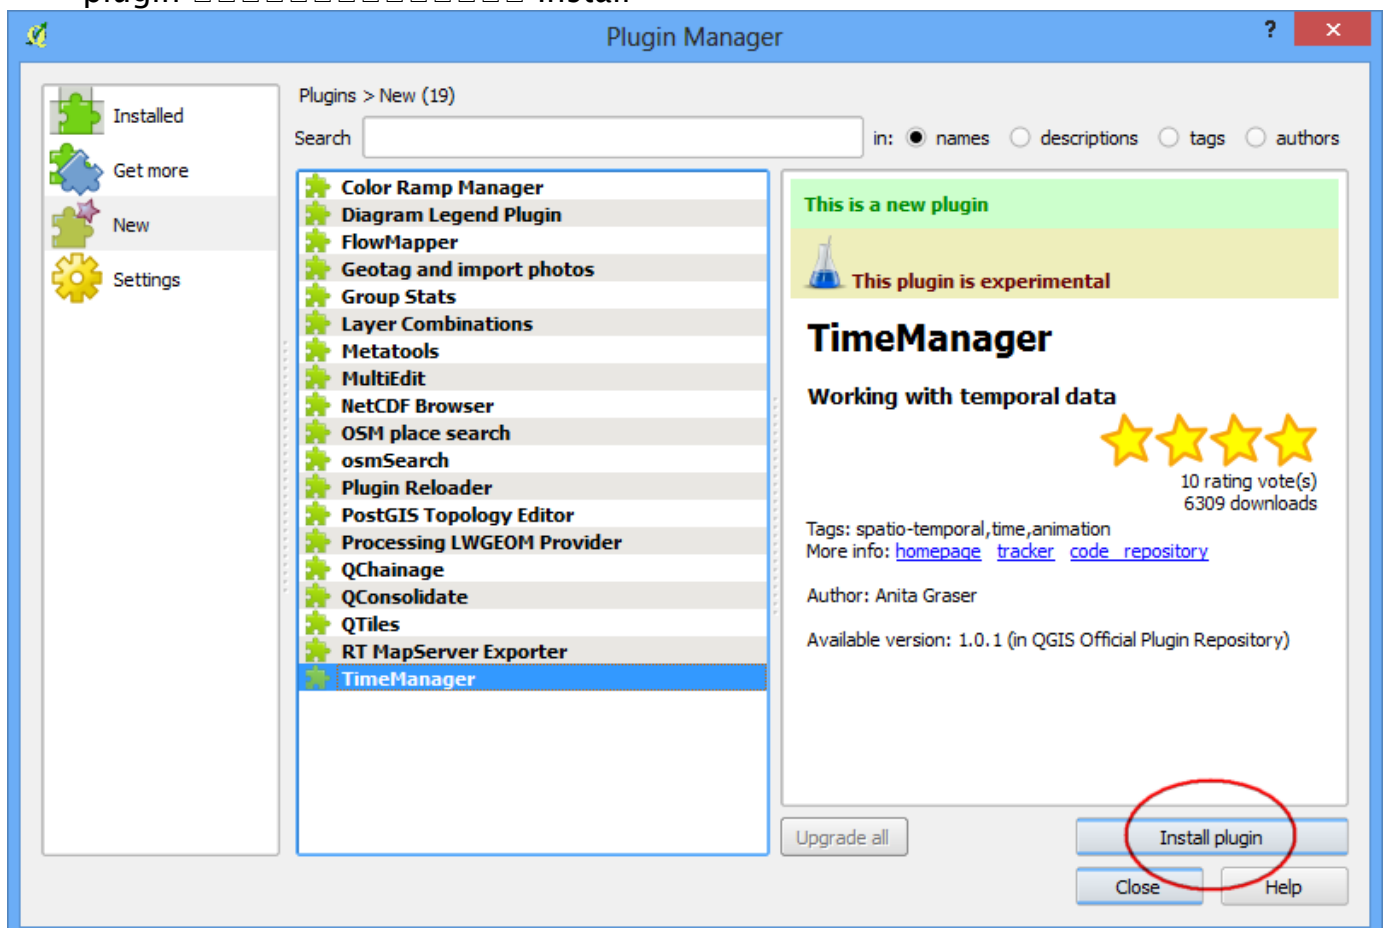 plugin install
Plugin Manager
?
Installed
Get more
New
Settings
Plugins > New (19)
Search
in: names descriptions tags authors
Color Ramp Manager
Diagram Legend Plugin
FlowMapper
Geotag and import photos
Group Stats
Layer Combinations
Metatools
MultiEdit
NetCDF Browser
OSM place search
osmSearch
Plugin Reloader
PostGIS Topology Editor
Processing LWGEOM Provider
QChainage
QConsolidate
QTiles
RT MapServer Exporter
TimeManager
This is a new plugin
This plugin is experimental
TimeManager
Working with temporal data
10 rating vote(s)
6309 downloads
Tags: spatio-temporal,time,animation
More info: homepage tracker code_repository
Author: Anita Graser
Available version: 1.0.1 (in QGIS Official Plugin Repository)
Upgrade all
Install plugin
Close
Help